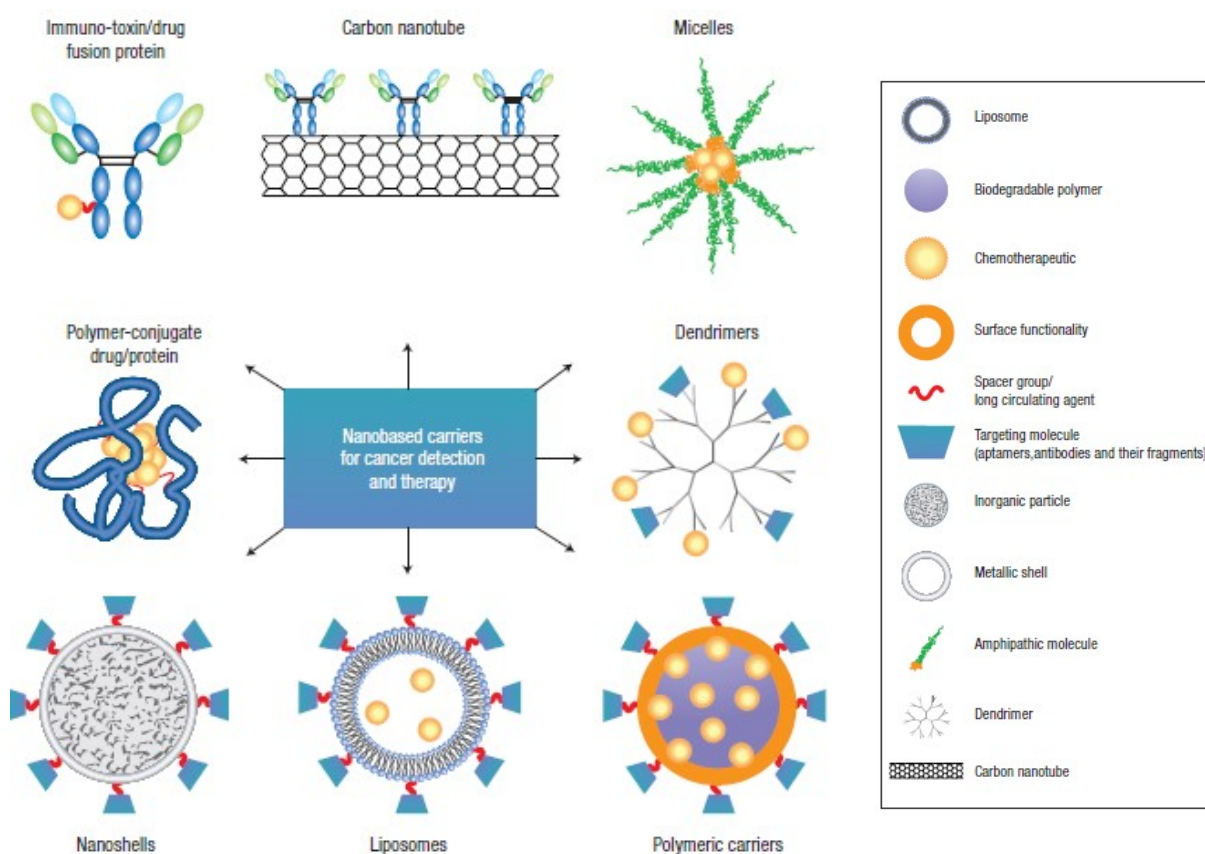 Immuno-toxin/drug
fusion protein
Carbon nanotube
Micelles
Polymer-conjugate
drug/protein
Nanobased carriers
for cancer detection
and therapy
Dendrimers
Nanoshells
Liposomes
Polymeric carriers
Liposome
Biodegradable polymer
Chemotherapeutic
Surface functionality
Spacer group/
long circulating agent
Targeting molecule
(aptamers,antibodies and their fragments)
Inorganic particle
Metallic shell
Amphipathic molecule
Dendrimer
Carbon nanotube